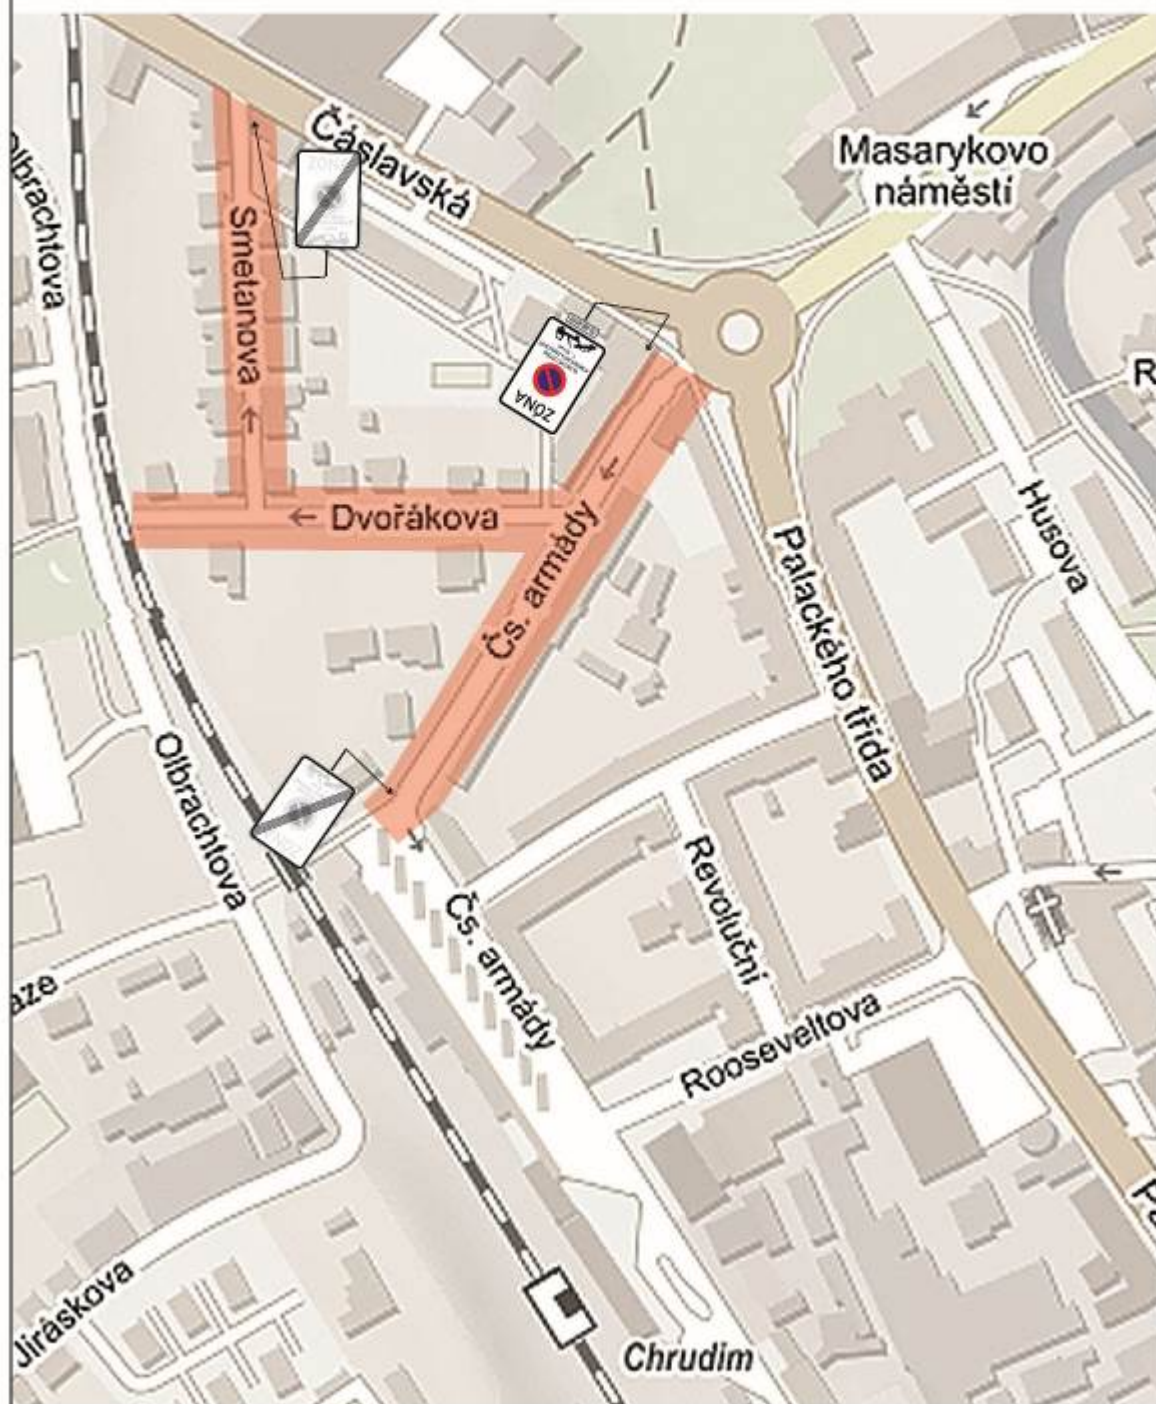 Čáslavská
Masarykovo
náměstí
Olbrachtova
Smetanova
ZÓNA
R
Dvořákova
Čs. armády
Husova
Palackého třída
Olbrachtova
Revoluční
Čs. armády
aze
Rooseveltova
Jiráskova
Chrudim